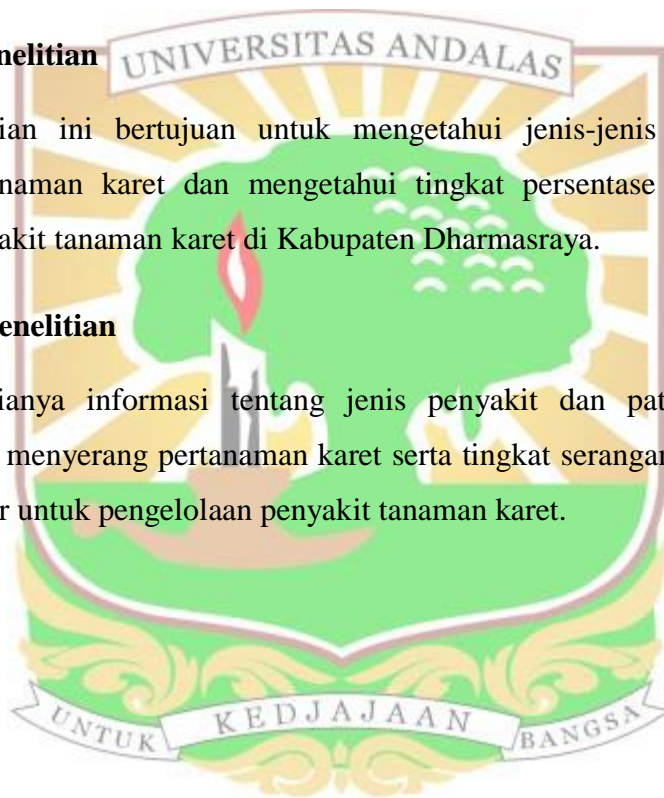 UNIVERSITAS ANDALAS
nelitian
ian ini bertujuan untuk mengetahui jenis-jenis
naman karet dan mengetahui tingkat persentase
akit tanaman karet di Kabupaten Dharmasraya.
enelitian
ianya informasi tentang jenis penyakit dan pat
menyerang pertanaman karet serta tingkat serangan
r untuk pengelolaan penyakit tanaman karet.
UNTUK KEDJAJAAN BANGSA